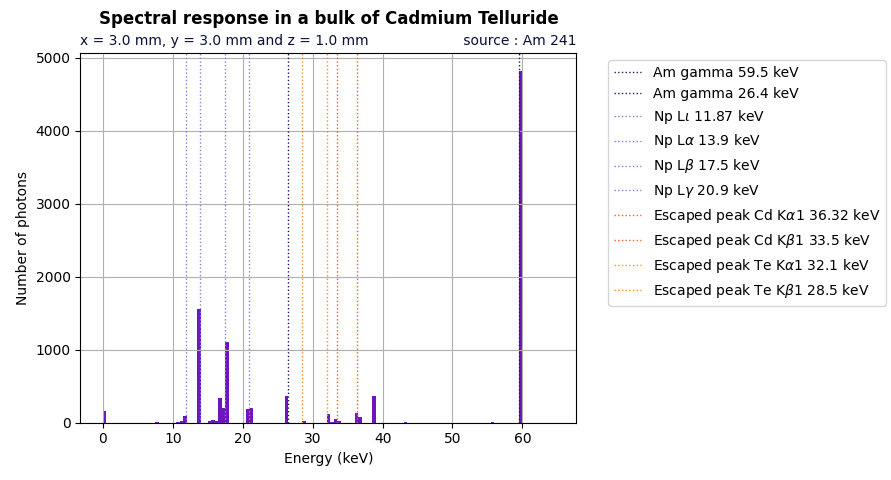 Spectral response in a bulk of Cadmium Telluride
x = 3.0 mm, y = 3.0 mm and z = 1.0 mm source : Am 241
5000
4000
3000
2000
1000
0
Number of photons
0 10 20 30 40 50 60
Energy (keV)
Am gamma 59.5 keV
Am gamma 26.4 keV
Np Lι 11.87 keV
Np Lα 13.9 keV
Np Lβ 17.5 keV
Np Lγ 20.9 keV
Escaped peak Cd Kα1 36.32 keV
Escaped peak Cd Kβ1 33.5 keV
Escaped peak Te Kα1 32.1 keV
Escaped peak Te Kβ1 28.5 keV